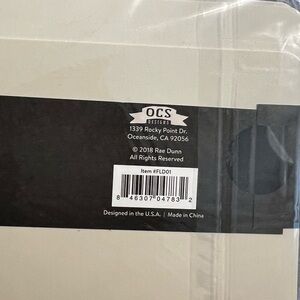 OCS
DESIGNS
1339 Rocky Point Dr.
Oceanside, CA 92056
© 2018 Rae Dunn
All Rights Reserved
Item #FLD01
8 46307 04783 2
Designed in the U.S.A. | Made in China